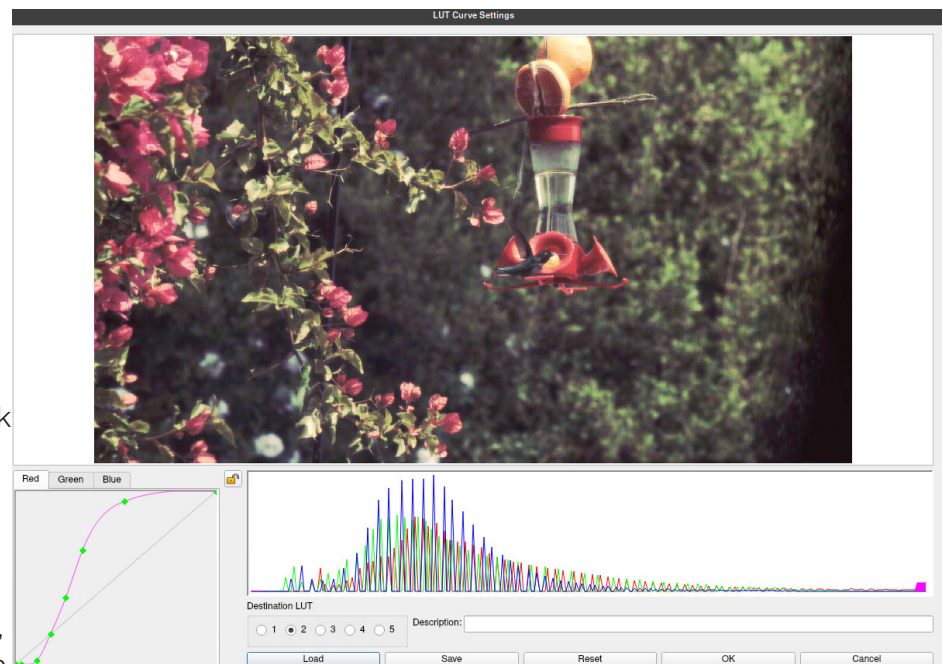 LUT Curve Settings
k
Red Green Blue
Destination LUT
1 2 3 4 5 Description:
,
Load Save Reset OK Cancel